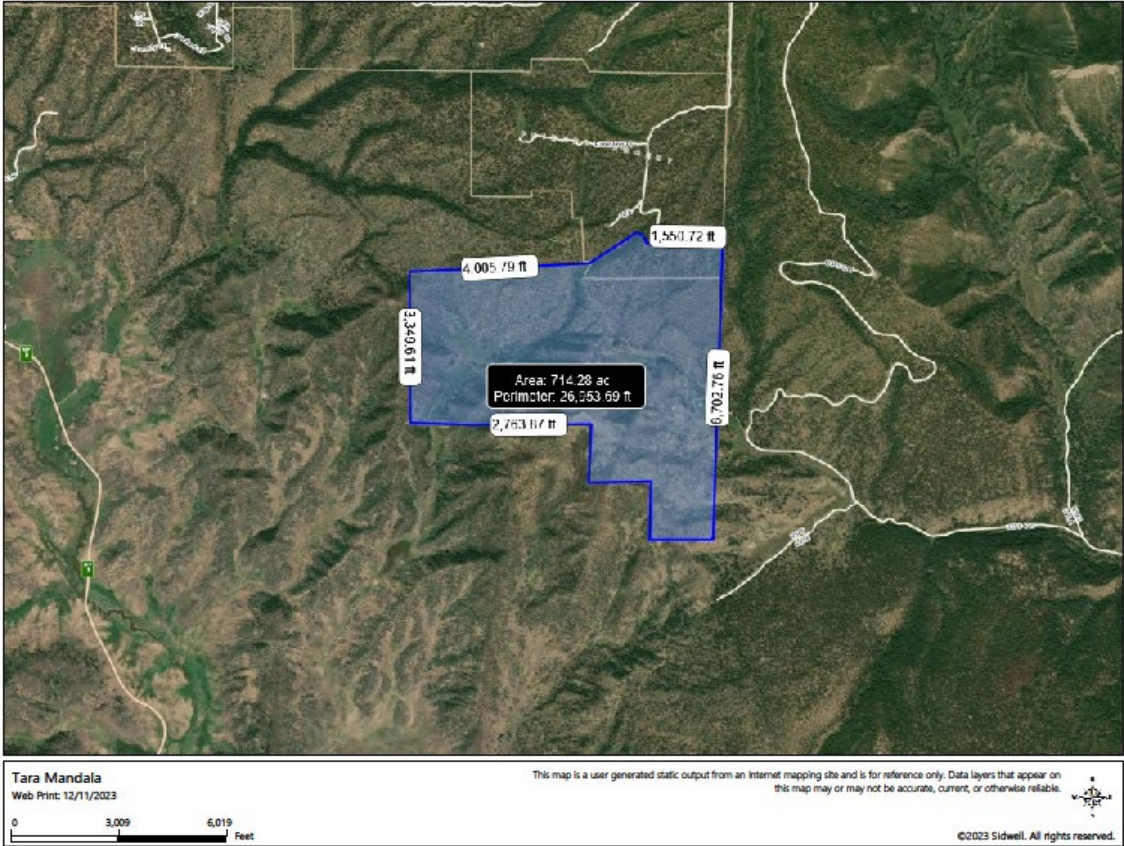 1,550.72 ft
4,005.79 ft
3,349.61 ft
Area: 714.28 ac
Perimeter: 26,953.69 ft
6,702.76 ft
2,763.87 ft
Tara Mandala
Web Print: 12/11/2023
0 3,009 6,019
Feet
This map is a user generated static output from an Internet mapping site and is for reference only. Data layers that appear on
this map may or may not be accurate, current, or otherwise reliable.
©2023 Sidwell. All rights reserved.